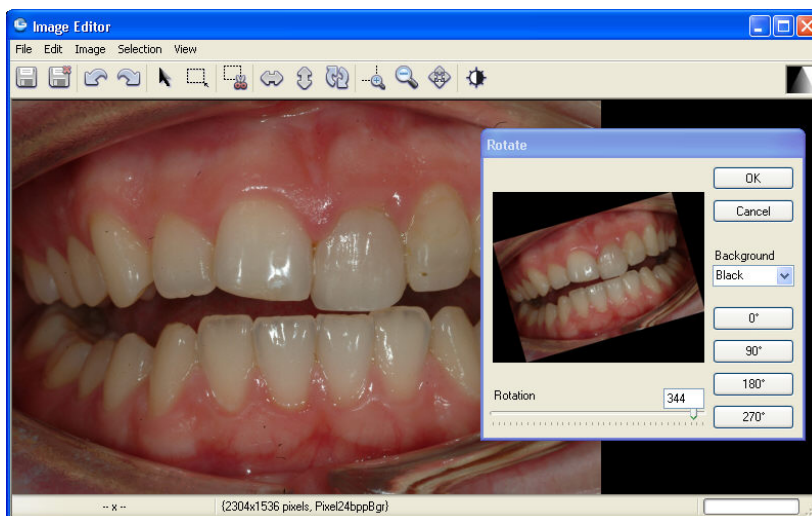 Image Editor
File Edit Image Selection View
Rotate
OK
Cancel
Background
Black
0°
90°
180°
270°
Rotation 344
-- x -- {2304x1536 pixels, Pixel24bppBgr}